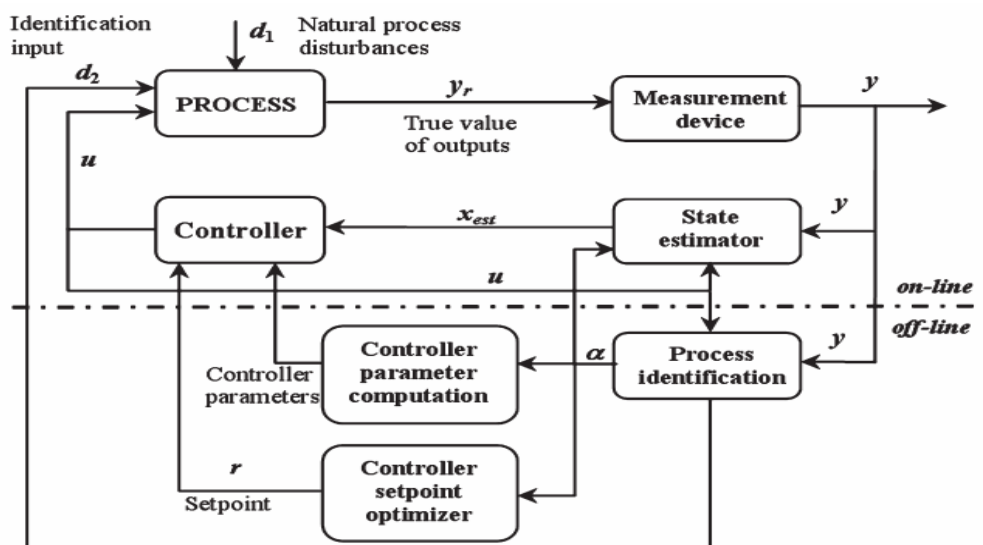 Identification
input
d1
Natural process
disturbances
d2
PROCESS
yr
True value
of outputs
Measurement
device
y
u
Controller
xest
State
estimator
y
u
on-line
off-line
Controller
parameters
Controller
parameter
computation
α
Process
identification
y
r
Setpoint
Controller
setpoint
optimizer